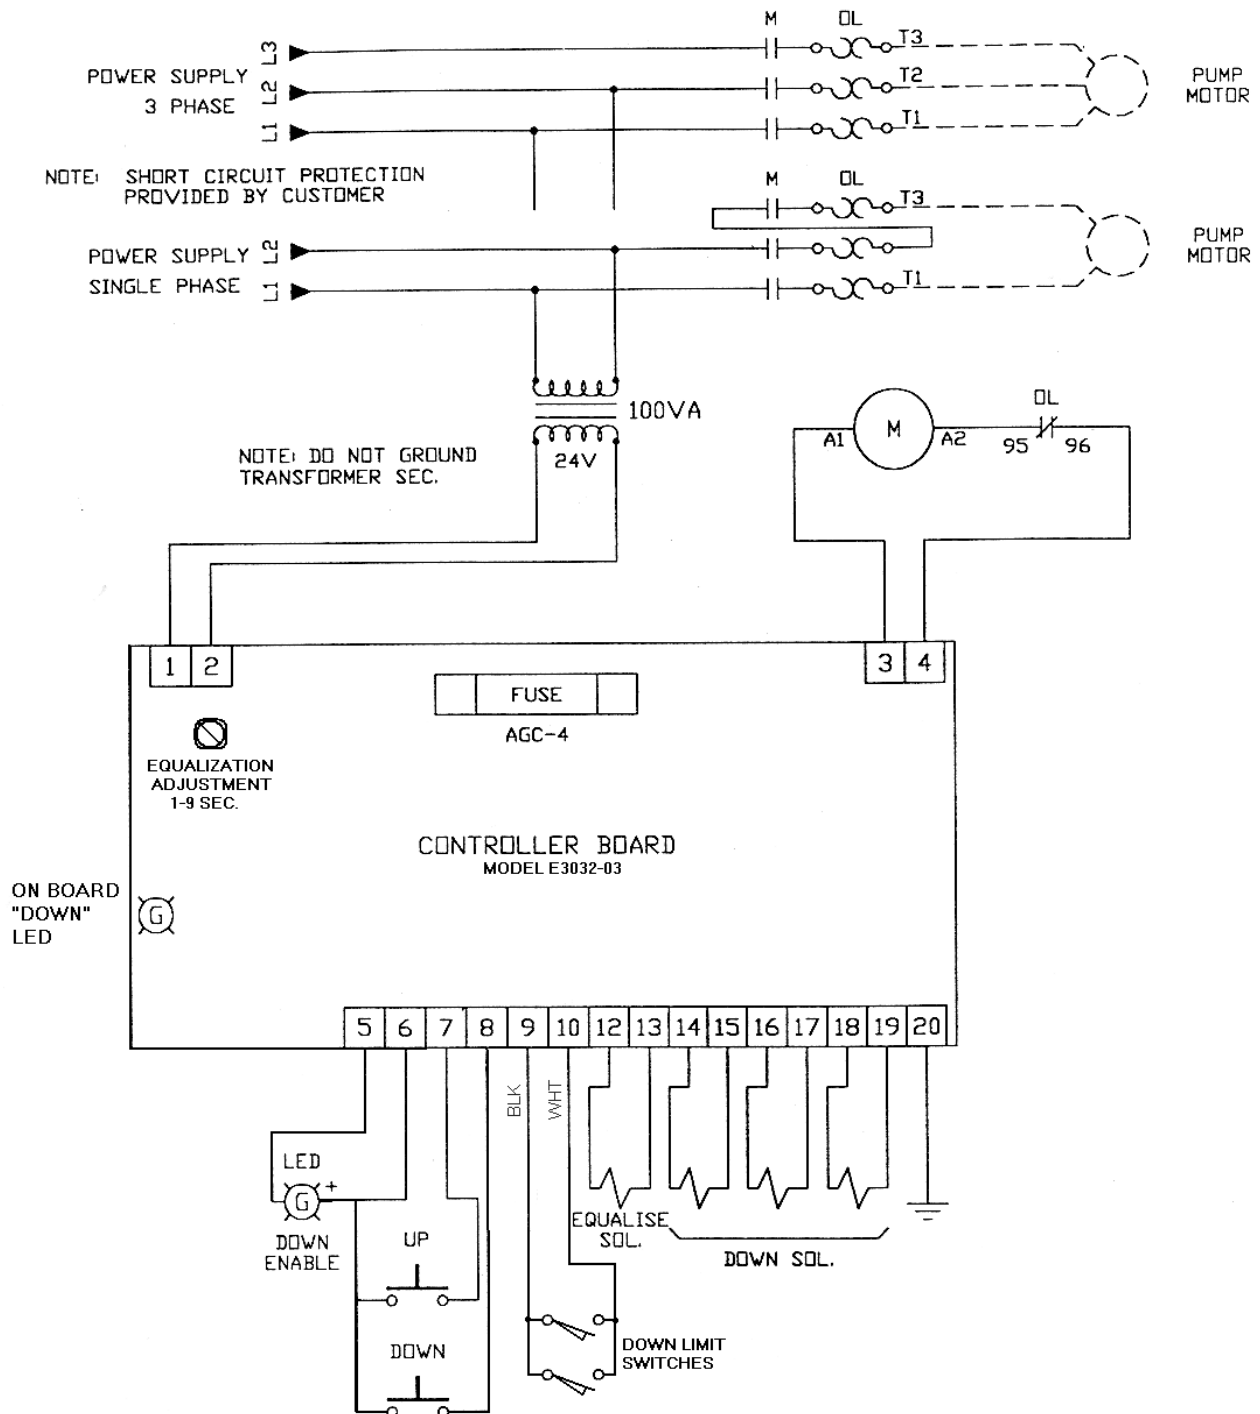 M OL
L3 T3
POWER SUPPLY
3 PHASE
L2 T2
L1 T1
PUMP
MOTOR
NOTE: SHORT CIRCUIT PROTECTION
PROVIDED BY CUSTOMER
M OL
T3
POWER SUPPLY L2
SINGLE PHASE L1 T1
PUMP
MOTOR
100VA
24V
NOTE: DO NOT GROUND
TRANSFORMER SEC.
OL
A1 M A2 95 96
1 2 3 4
FUSE
AGC-4
EQUALIZATION
ADJUSTMENT
1-9 SEC.
CONTROLLER BOARD
MODEL E3032-03
ON BOARD
"DOWN"
LED
G
5 6 7 8 9 10 12 13 14 15 16 17 18 19 20
BLK WHT
LED
G +
DOWN
ENABLE
UP
DOWN
EQUALISE
SOL.
DOWN SOL.
DOWN LIMIT
SWITCHES